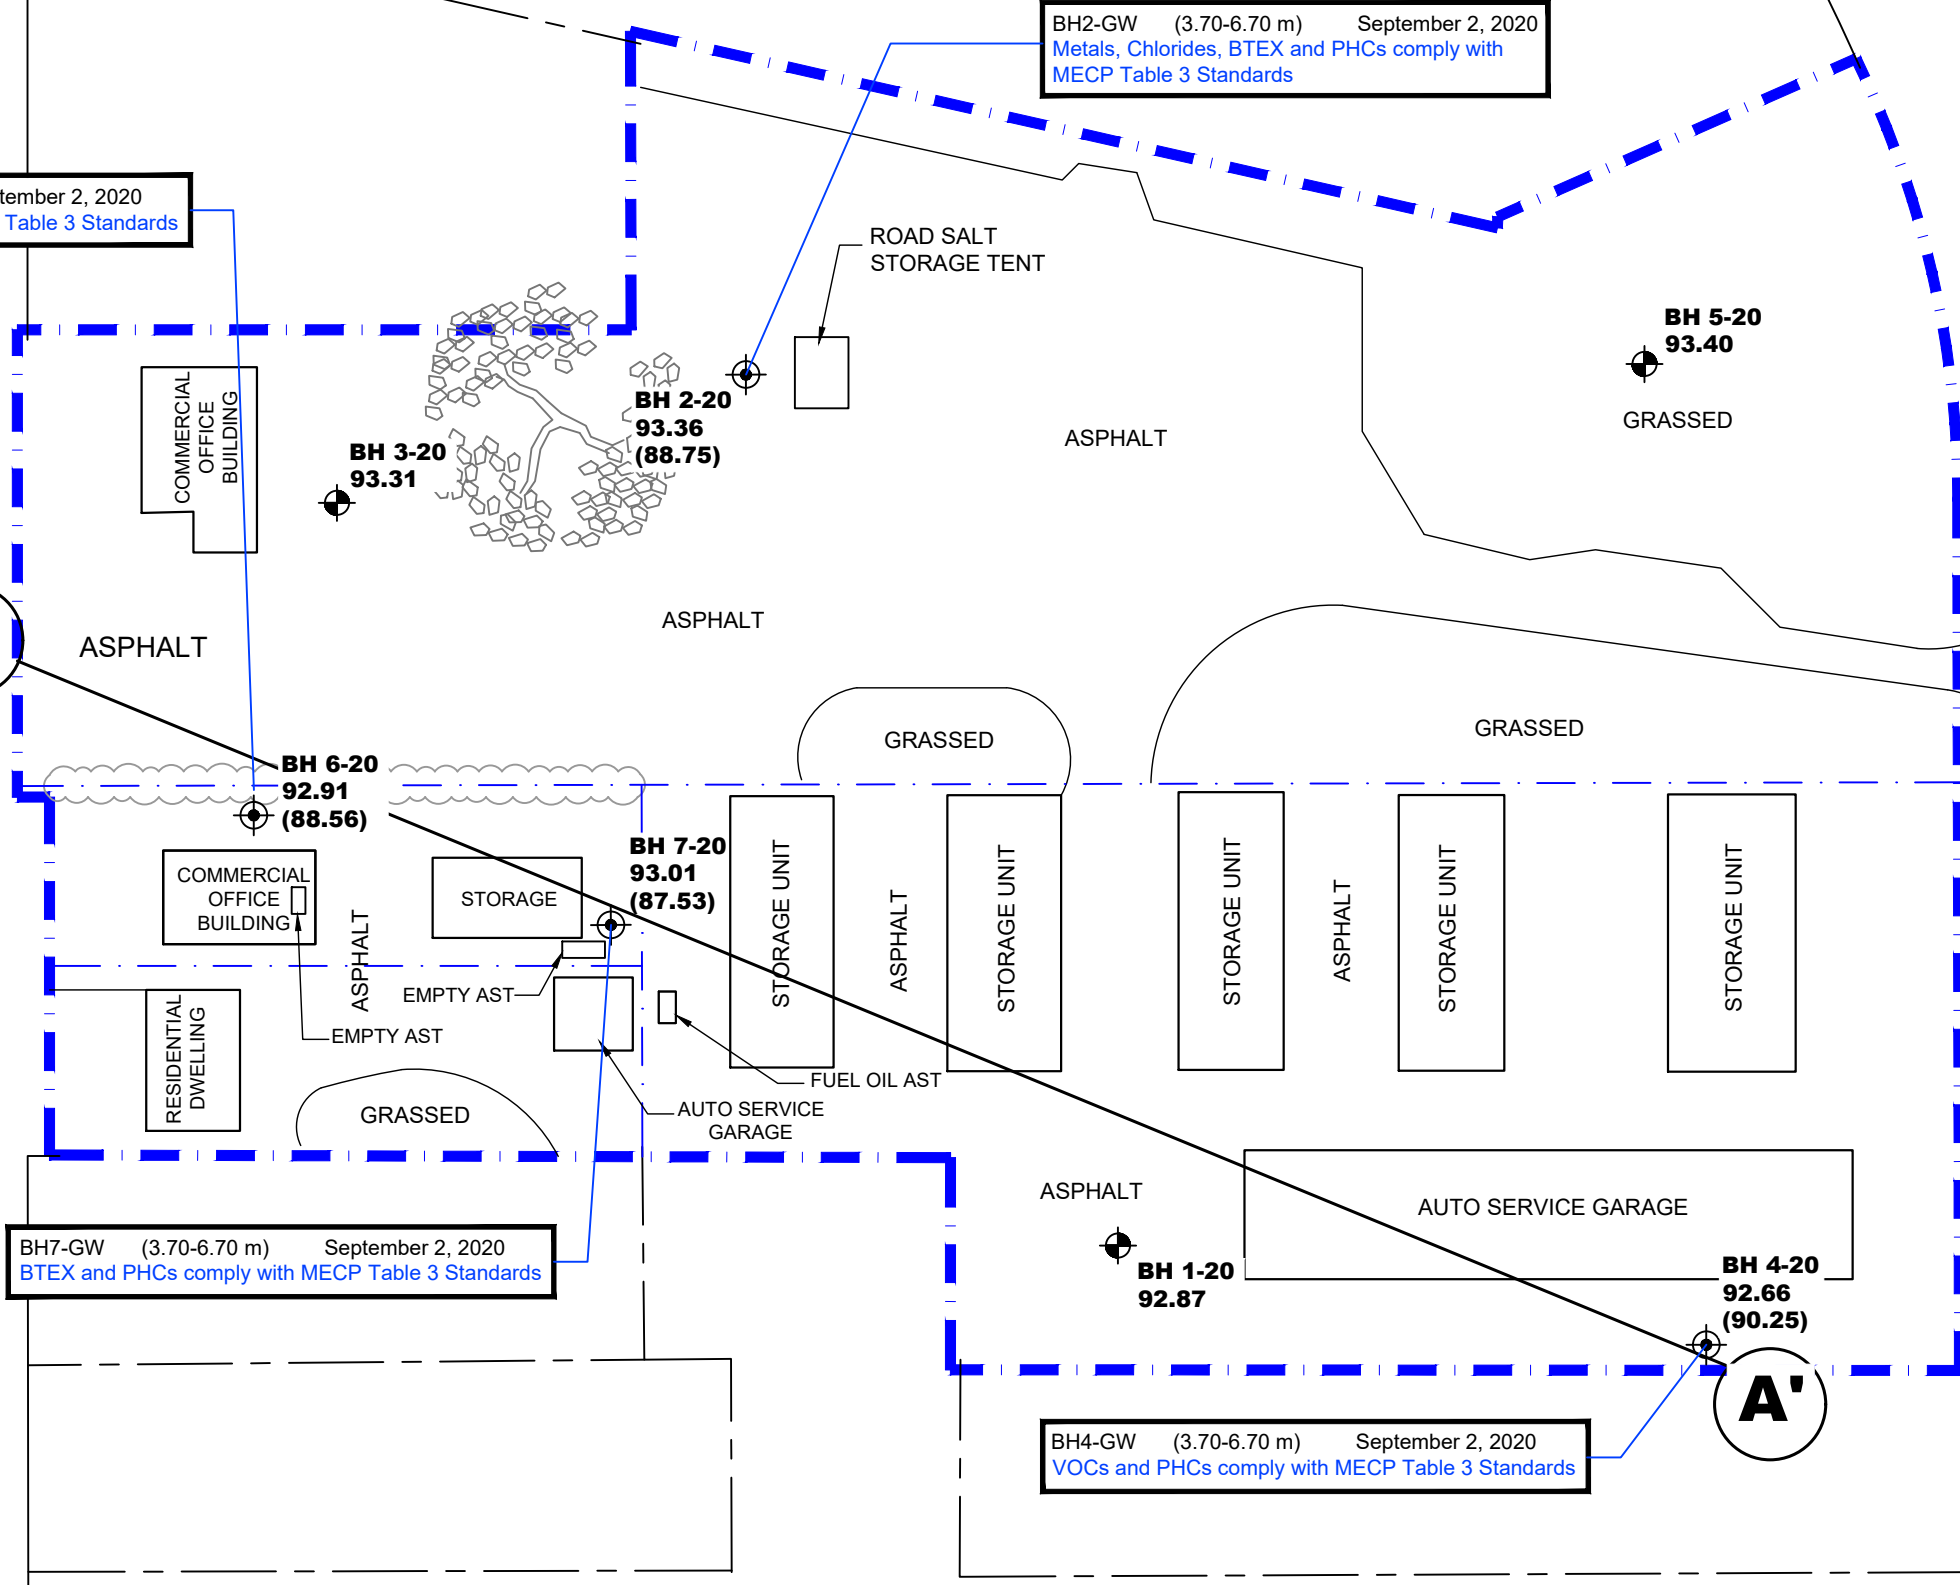 BH2-GW (3.70-6.70 m) September 2, 2020
Metals, Chlorides, BTEX and PHCs comply with
MECP Table 3 Standards
tember 2, 2020
Table 3 Standards
ROAD SALT
STORAGE TENT
BH 5-20
93.40
GRASSED
COMMERCIAL
OFFICE
BUILDING
BH 3-20
93.31
BH 2-20
93.36
(88.75)
ASPHALT
ASPHALT
ASPHALT
GRASSED
GRASSED
BH 6-20
92.91
(88.56)
BH 7-20
93.01
(87.53)
COMMERCIAL
OFFICE
BUILDING
ASPHALT
STORAGE
STORAGE UNIT
ASPHALT
STORAGE UNIT
STORAGE UNIT
ASPHALT
STORAGE UNIT
STORAGE UNIT
EMPTY AST
EMPTY AST
RESIDENTIAL
DWELLING
FUEL OIL AST
GRASSED
AUTO SERVICE
GARAGE
ASPHALT
AUTO SERVICE GARAGE
BH7-GW (3.70-6.70 m) September 2, 2020
BTEX and PHCs comply with MECP Table 3 Standards
BH 1-20
92.87
BH 4-20
92.66
(90.25)
A'
BH4-GW (3.70-6.70 m) September 2, 2020
VOCs and PHCs comply with MECP Table 3 Standards